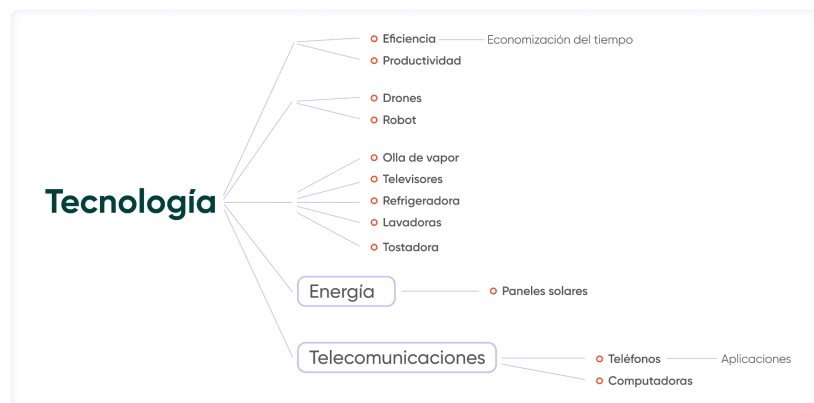 Eficiencia
Economización del tiempo
Productividad
Drones
Robot
Olla de vapor
Televisores
Tecnología
Refrigeradora
Lavadoras
Tostadora
Energía
Paneles solares
Telecomunicaciones
Teléfonos
Aplicaciones
Computadoras